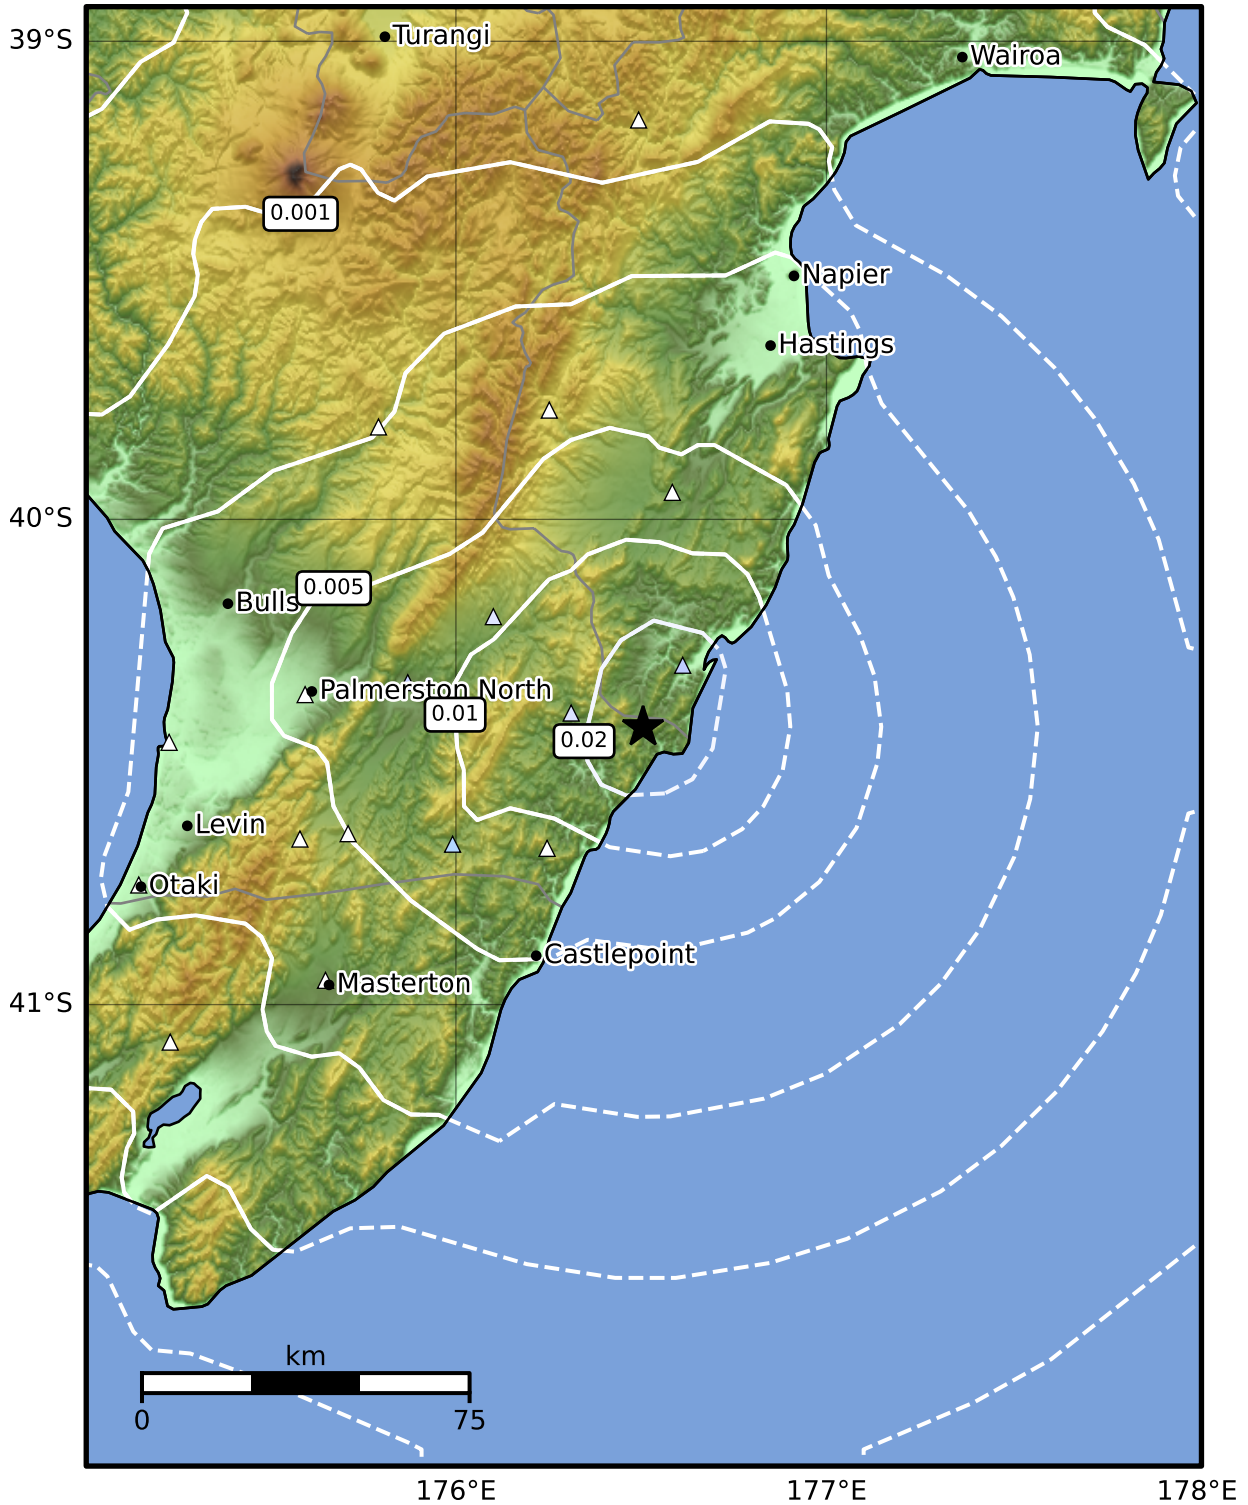 39°S
Turangi
Wairoa
0.001
Napier
Hastings
40°S
Bulls
0.005
Palmerston North
0.01
0.02
Levin
Otaki
Castlepoint
Masterton
41°S
km
0
75
176°E
177°E
178°E